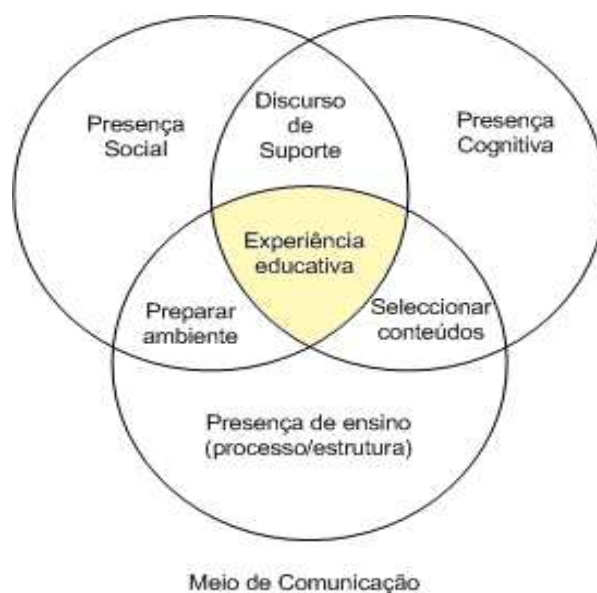 Discurso
de
Suporte
Presença
Social
Presença
Cognitiva
Experiência
educativa
Preparar
ambiente
Seleccionar
conteúdos
Presença de ensino
(processo/estrutura)
Meio de Comunicação